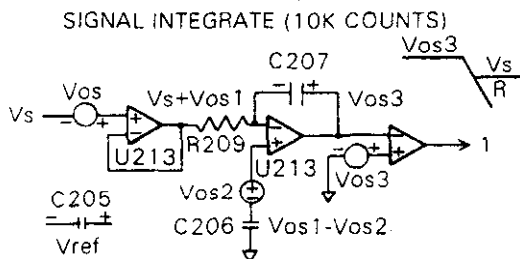 SIGNAL INTEGRATE (10K COUNTS)
C207
Vos3
Vs
R
Vos
Vs+Vos1
- +
Vos3
Vs
- +
+
-
U213
R209
-
+
U213
-
+
1
- +
Vos3
Vos2
+
-
C205
- +
Vref
C206
Vos1-Vos2